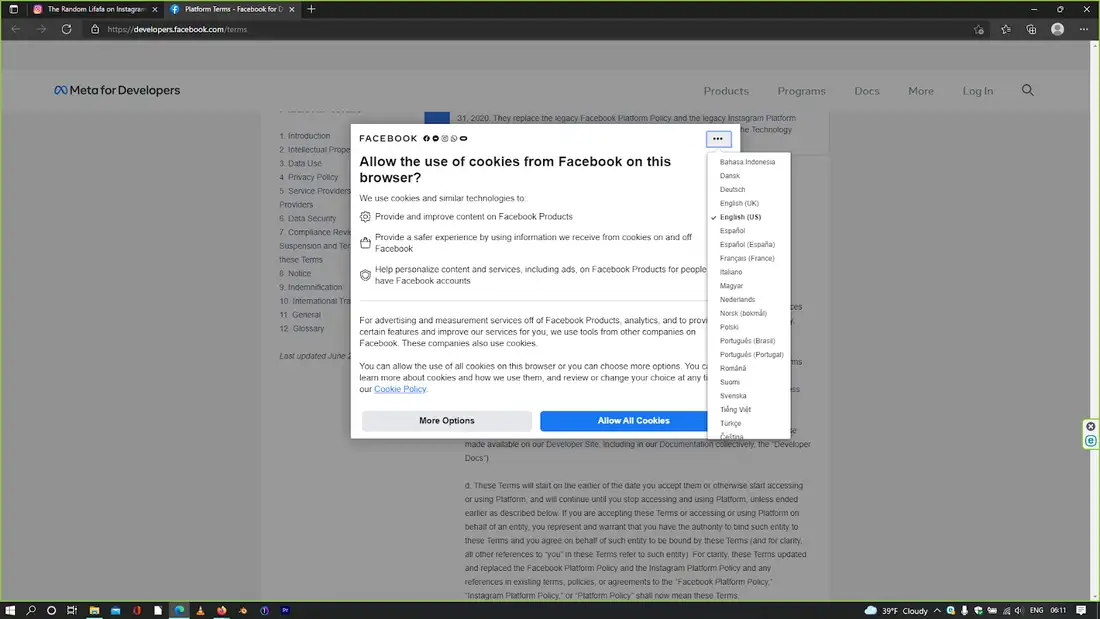 The Random Lifafa on Instagram
Platform Terms - Facebook for D
https://developers.facebook.com/terms
Meta for Developers
Products
Programs
Docs
More
Log In
31, 2020. They replace the legacy Facebook Platform Policy and the legacy Instagram Platform
the Technology
1. Introduction
2. Intellectual Prope
3. Data Use
4. Privacy Policy
5. Service Providers
Providers
6. Data Security
7. Compliance Revi
Suspension and Ter
these Terms
8. Notice
9. Indemnification
10. International Tra
11. General
12. Glossary
Last updated June 2
FACEBOOK
Allow the use of cookies from Facebook on this
browser?
We use cookies and similar technologies to:
Provide and improve content on Facebook Products
Provide a safer experience by using information we receive from cookies on and off
Facebook
Help personalize content and services, including ads, on Facebook Products for people
have Facebook accounts
For advertising and measurement services off of Facebook Products, analytics, and to provi
certain features and improve our services for you, we use tools from other companies on
Facebook. These companies also use cookies.
You can allow the use of all cookies on this browser or you can choose more options. You ca
learn more about cookies and how we use them, and review or change your choice at any ti
our Cookie Policy.
More Options
Allow All Cookies
Bahasa Indonesia
Dansk
Deutsch
English (UK)
English (US)
Español
Español (España)
Français (France)
Italiano
Magyar
Nederlands
Norsk (bokmål)
Polski
Português (Brasil)
Português (Portugal)
Română
Suomi
Svenska
Tiếng Việt
Türkçe
Čeština
made available on our Developer Site, including in our Documentation collectively, the "Developer
Docs")
d. These Terms will start on the earlier of the date you accept them or otherwise start accessing
or using Platform, and will continue until you stop accessing and using Platform, unless ended
earlier as described below. If you are accepting these Terms or accessing or using Platform on
behalf of an entity, you represent and warrant that you have the authority to bind such entity to
these Terms and you agree on behalf of such entity to be bound by these Terms (and for clarity,
all other references to "you" in these Terms refer to such entity). For clarity, these Terms updated
and replaced the Facebook Platform Policy and the Instagram Platform Policy and any
references in existing terms, policies, or agreements to the "Facebook Platform Policy,"
"Instagram Platform Policy," or "Platform Policy" shall now mean these Terms.
39°F Cloudy
ENG
06:11